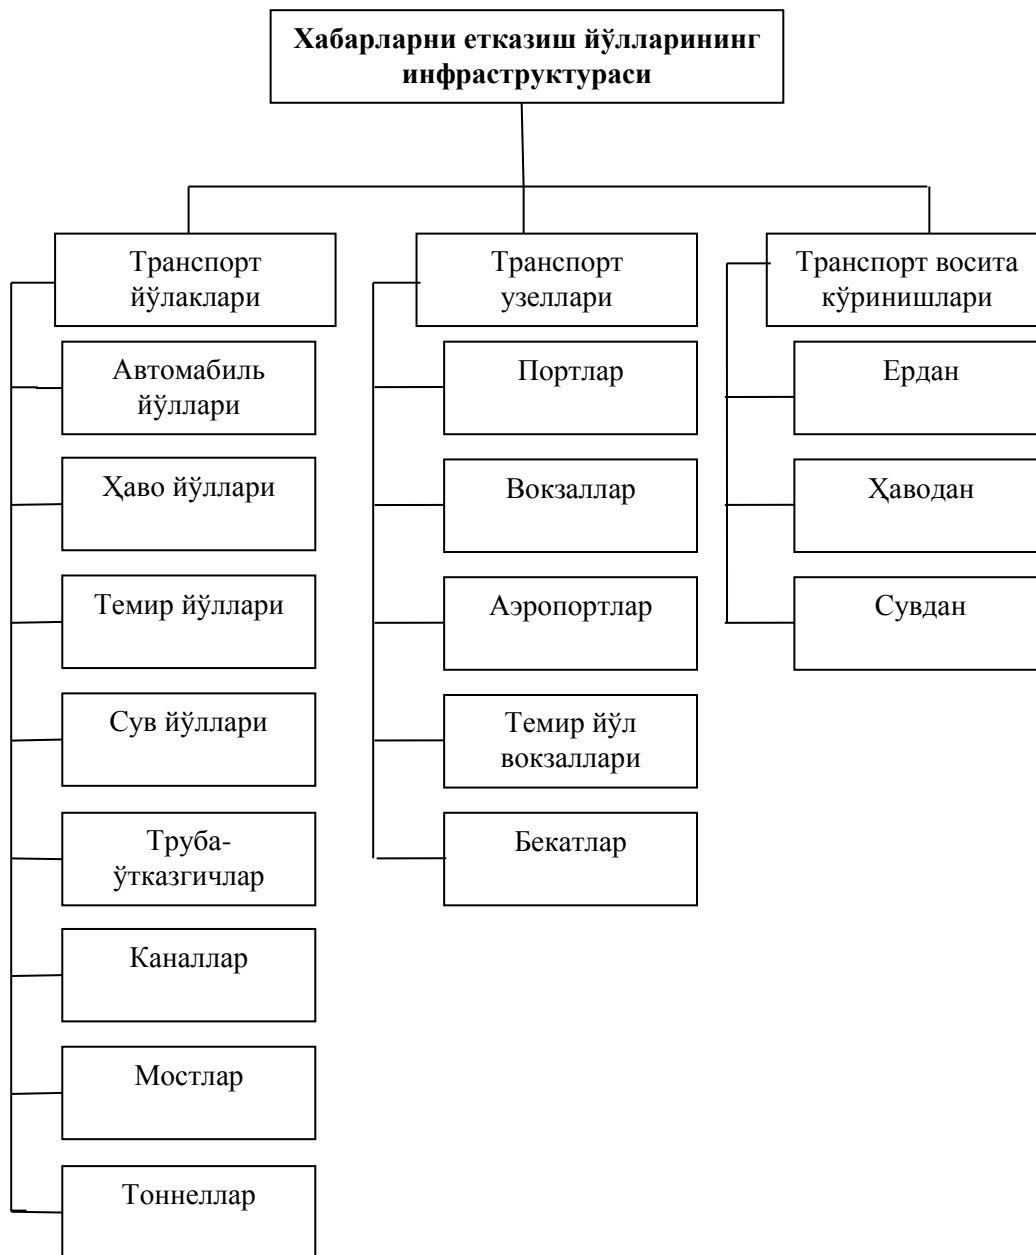 Хабарларни етказиш йўлларининг
инфраструктураси
Транспорт
йўлаклари
Автомабиль
йўллари
Ҳаво йўллари
Темир йўллари
Сув йўллари
Труба-
ўтказгичлар
Каналлар
Мостлар
Тоннеллар
Транспорт
узеллари
Портлар
Вокзаллар
Аэропортлар
Темир йўл
вокзаллари
Бекатлар
Транспорт восита
кўринишлари
Ердан
Ҳаводан
Сувдан